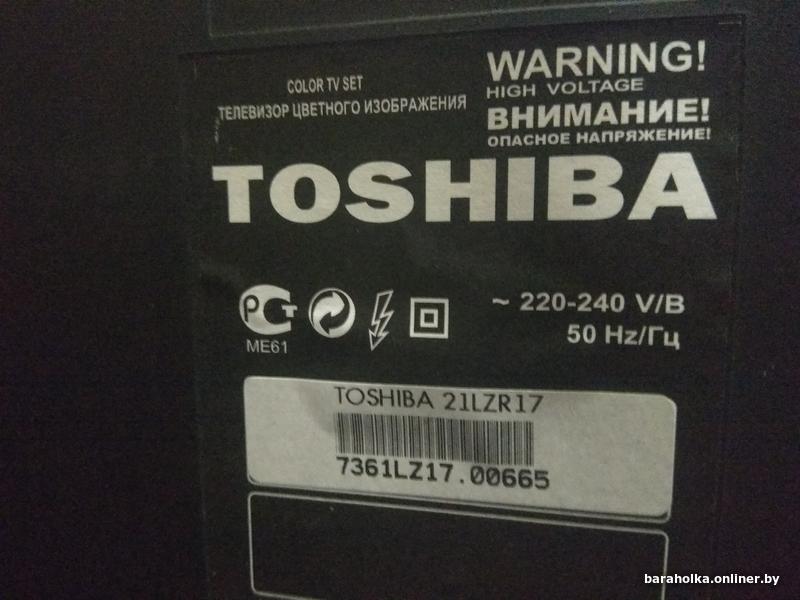 COLOR TV SET
ТЕЛЕВИЗОР ЦВЕТНОГО ИЗОБРАЖЕНИЯ
WARNING!
HIGH VOLTAGE
ВНИМАНИЕ!
ОПАСНОЕ НАПРЯЖЕНИЕ!
TOSHIBA
РСТ
ME61
~ 220-240 V/В
50 Hz/Гц
TOSHIBA 21LZR17
7361LZ17.00665
baraholka.onliner.by